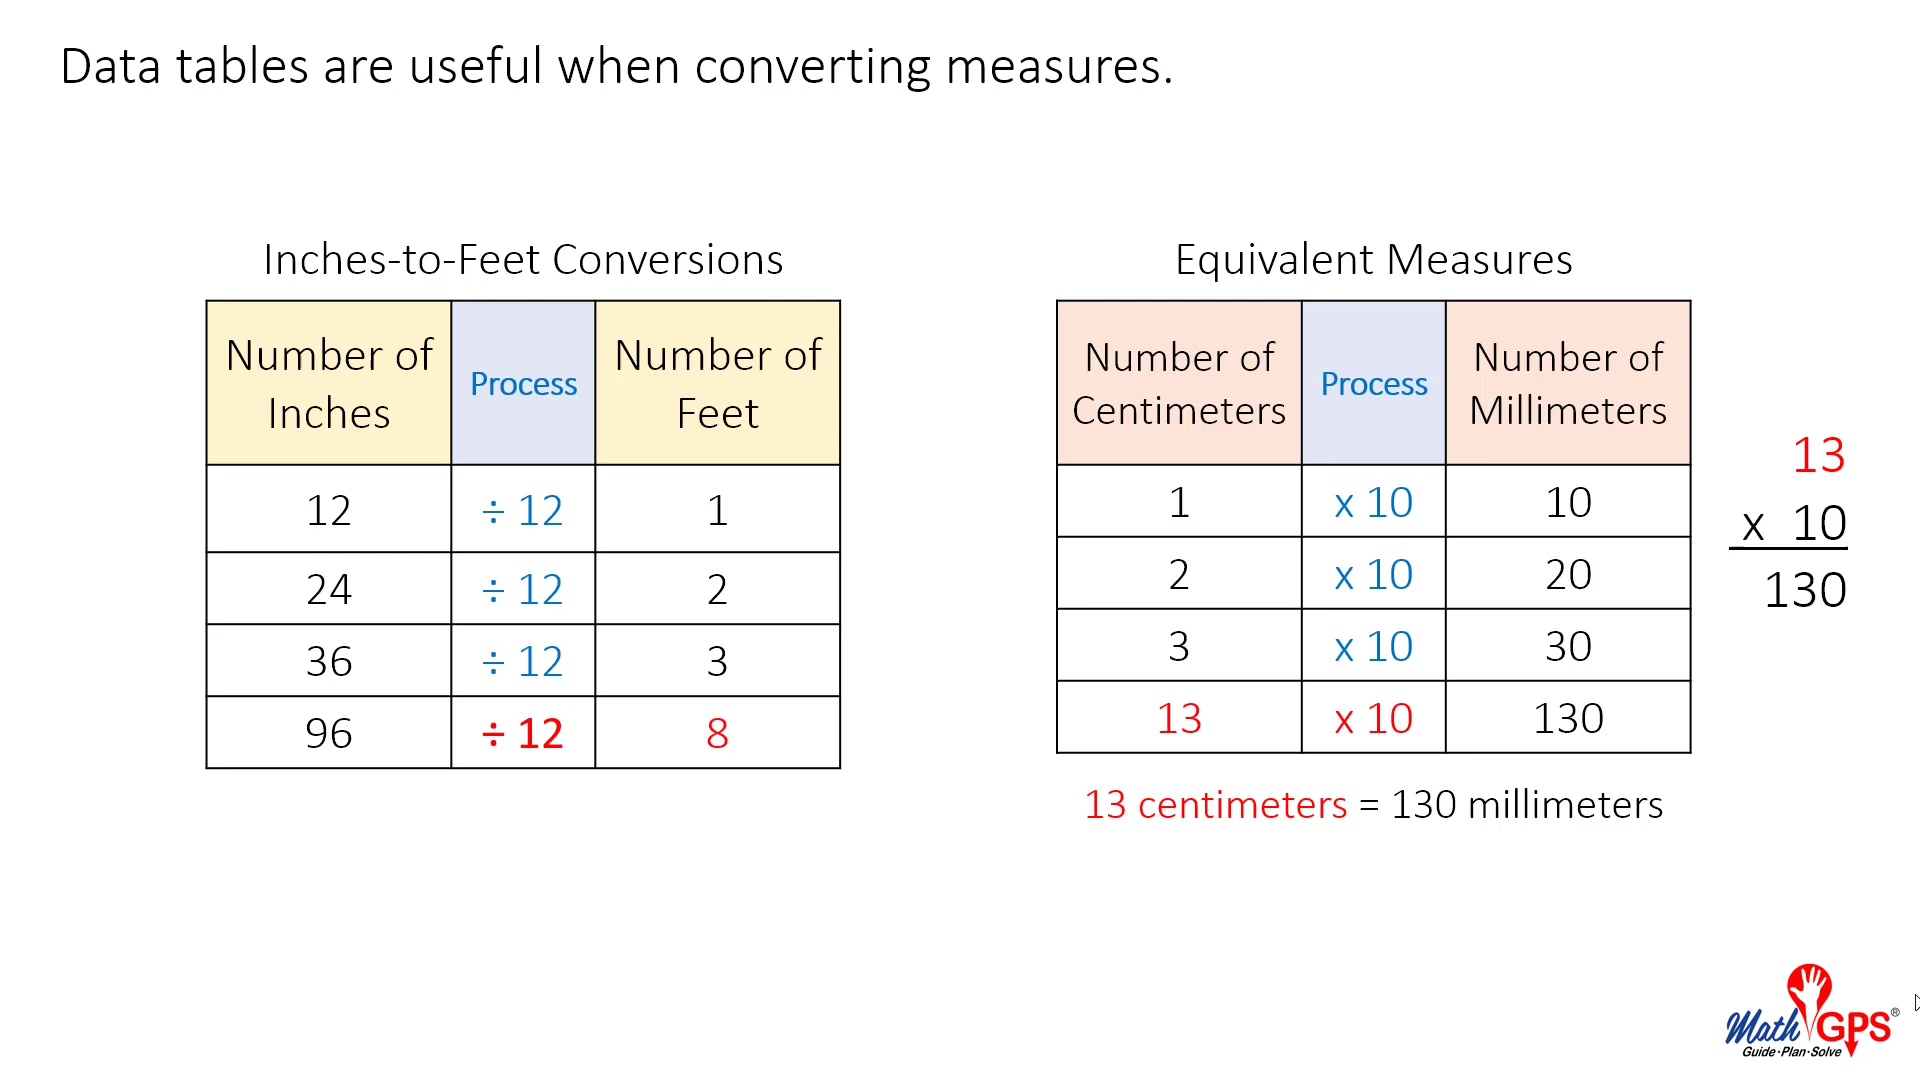 Data tables are useful when converting measures.
Inches-to-Feet Conversions
Number of Inches Process Number of Feet
12 ÷ 12 1
24 ÷ 12 2
36 ÷ 12 3
96 ÷ 12 8
Equivalent Measures
Number of Centimeters Process Number of Millimeters
1 x 10 10
2 x 10 20
3 x 10 30
13 x 10 130
13 centimeters = 130 millimeters
13
x 10
130
Math GPS®
Guide·Plan·Solve